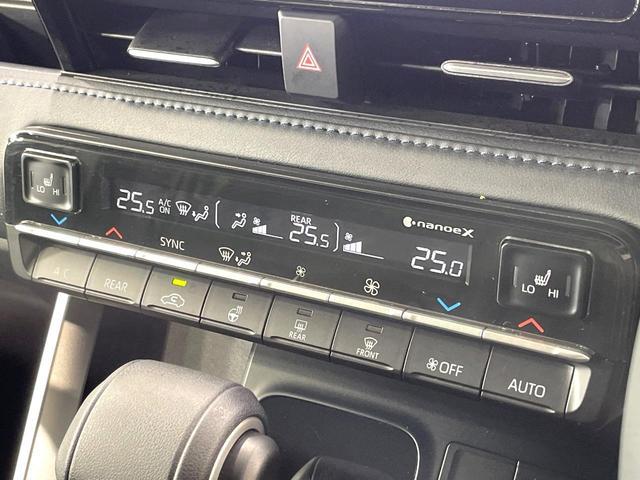 LO HI
25.5 A/C ON
REAR
25.5
nanoeX
25.0
LO HI
SYNC
A/C
REAR
REAR
FRONT
OFF
AUTO